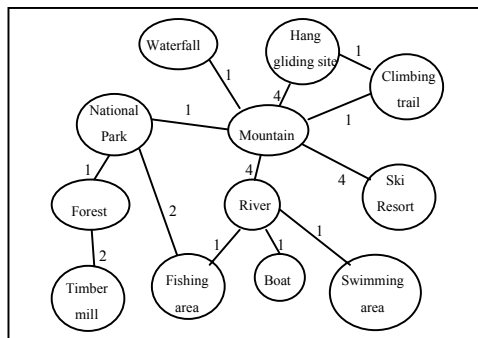 Hang
gliding site
Waterfall
1
Climbing
trail
1
4
1
1
National
Park
Mountain
1
4
4
Ski
Resort
Forest
River
2
2
1
1
1
Timber
mill
Fishing
area
Boat
Swimming
area